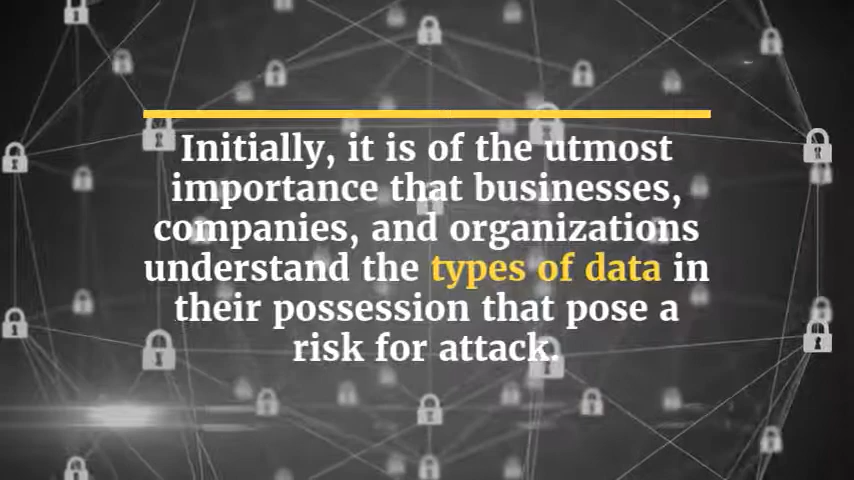 Initially, it is of the utmost
importance that businesses,
companies, and organizations
understand the types of data in
their possession that pose a
risk for attack.